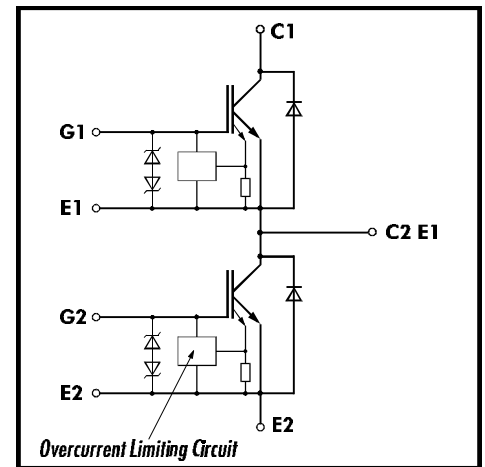 C1
G1
E1
C2 E1
G2
E2
E2
Overcurrent Limiting Circuit